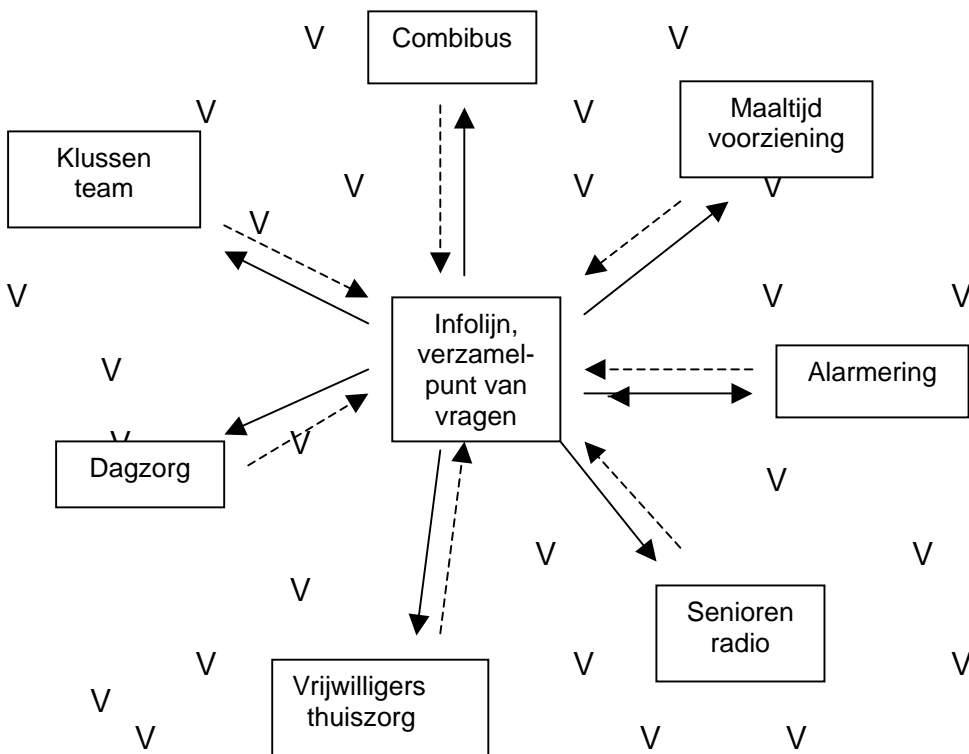 V Combibus V
V V
Maaltijd
voorziening
Klussen
team
V V V
V
V V V
Infolijn,
verzamel-
punt van
vragen
V
Alarmering
V V
Dagzorg
V
V V
V
Senioren
radio
V V V
Vrijwilligers
thuiszorg
V
V V V